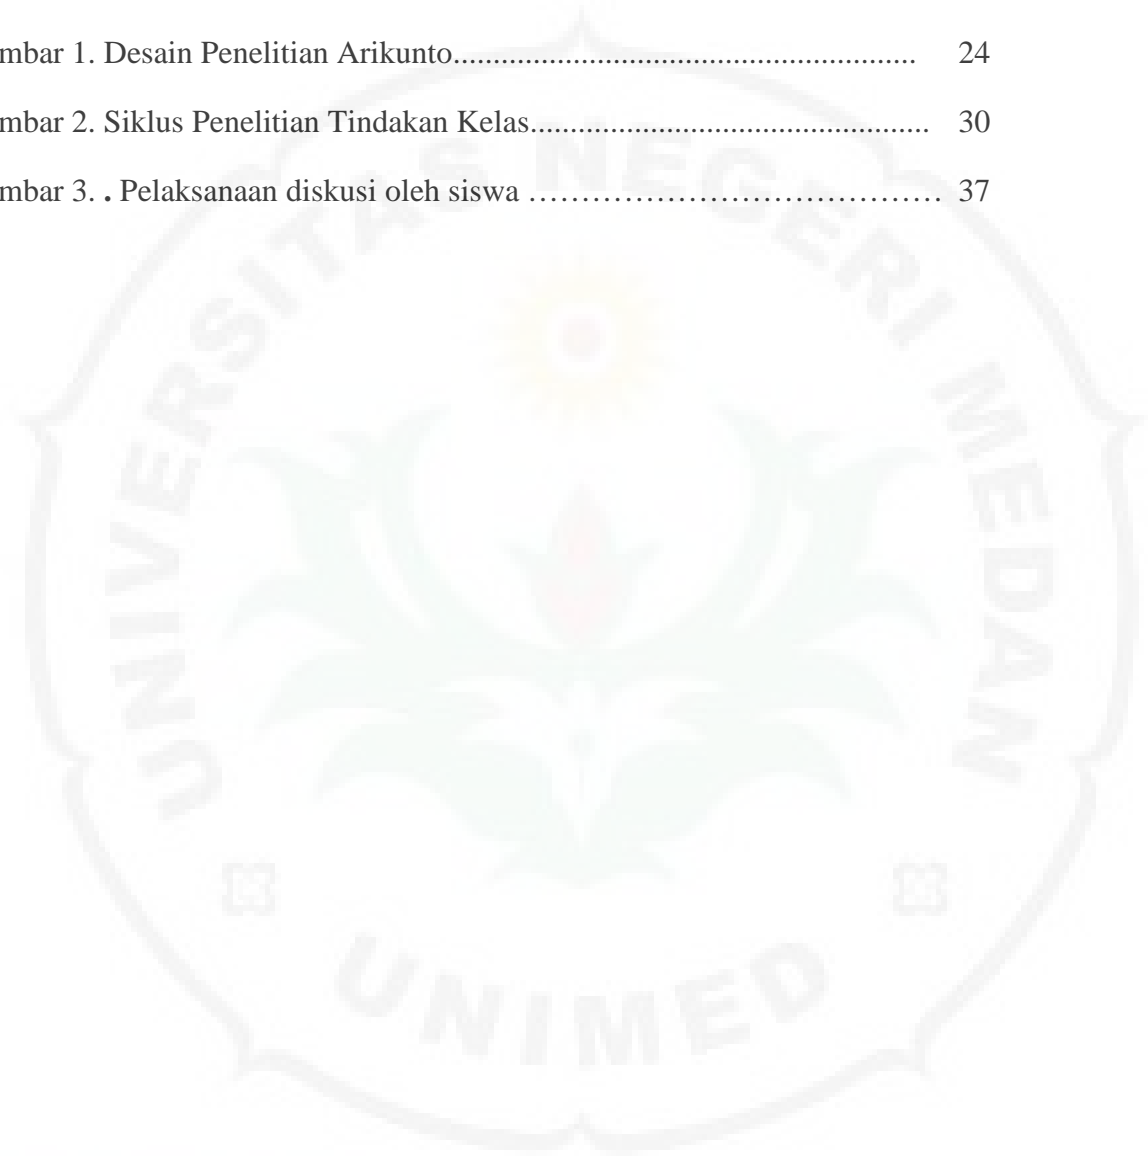 mbar 1. Desain Penelitian Arikunto.......................................................... 24
mbar 2. Siklus Penelitian Tindakan Kelas.................................................. 30
mbar 3. . Pelaksanaan diskusi oleh siswa ………………………………… 37
UNIVERSITAS NEGERI MEDAN
UNIMED